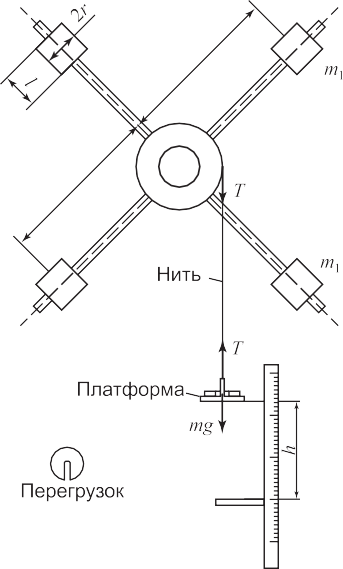 2r
l
m₁
T
Нить
m₁
T
Платформа
mg
h
Перегрузок